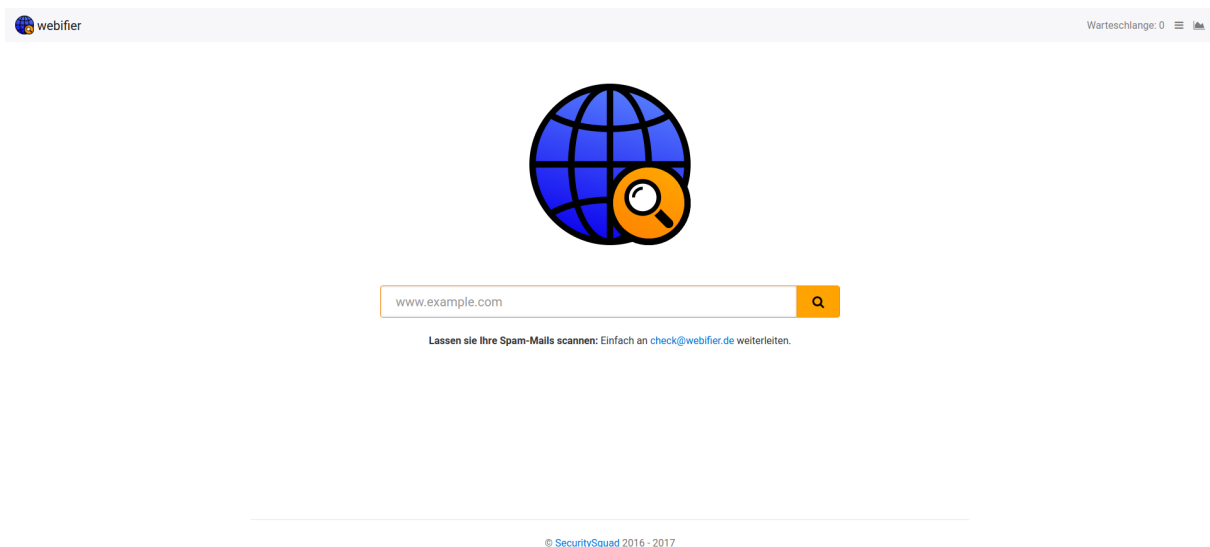 webifier
Warteschlange: 0
www.example.com
Lassen sie Ihre Spam-Mails scannen: Einfach an check@webifier.de weiterleiten.
© SecuritySquad 2016 - 2017